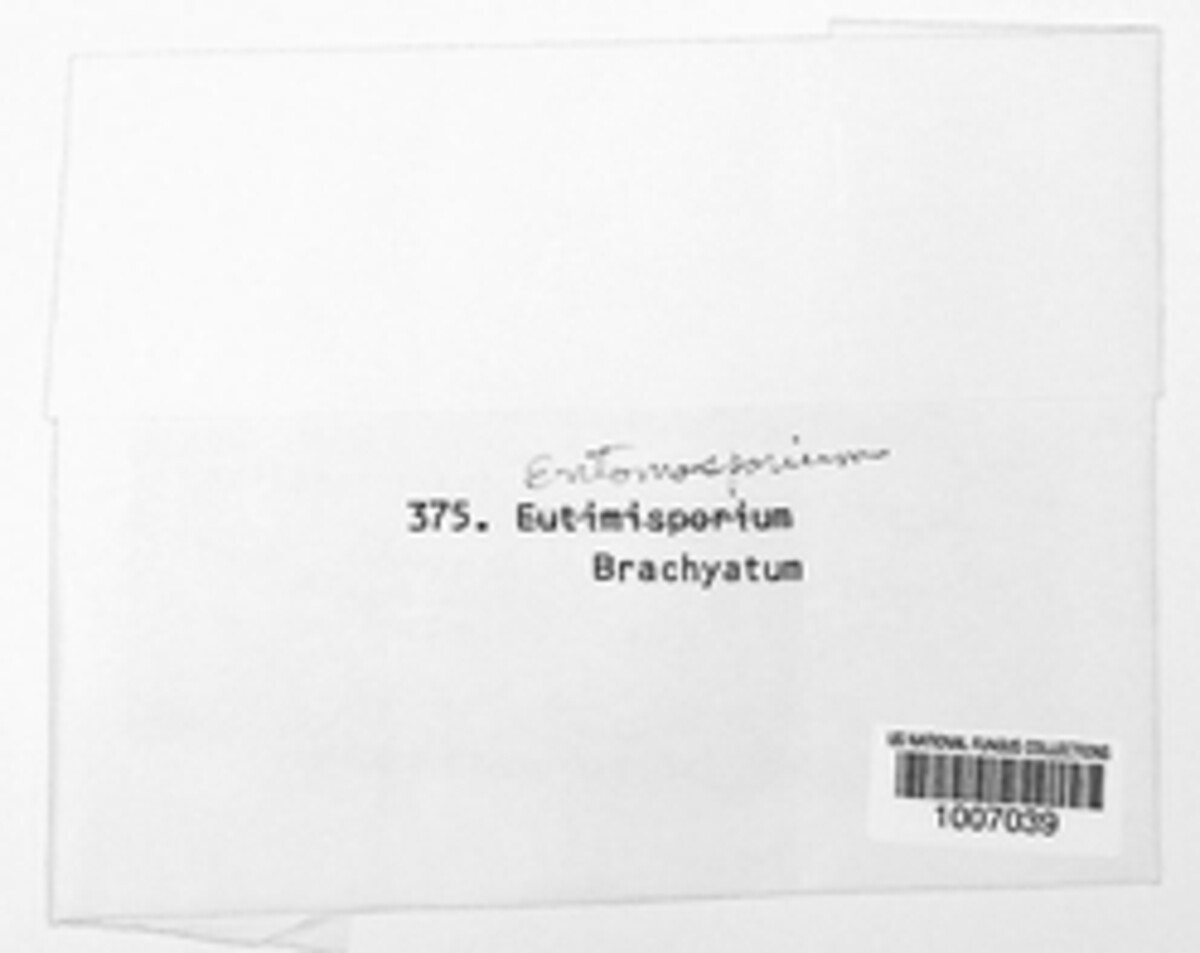 Entomosporium
375. Eutimisporium
Brachyatum
US NATIONAL FUNGUS COLLECTIONS
1007039